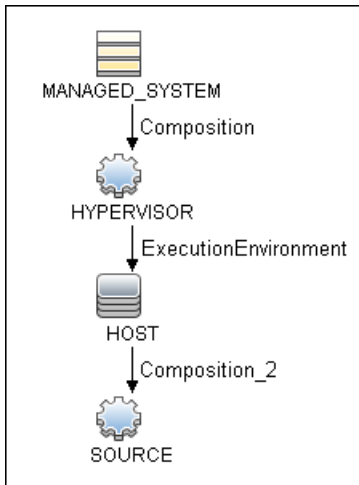 MANAGED_SYSTEM
Composition
HYPERVISOR
ExecutionEnvironment
HOST
Composition_2
SOURCE